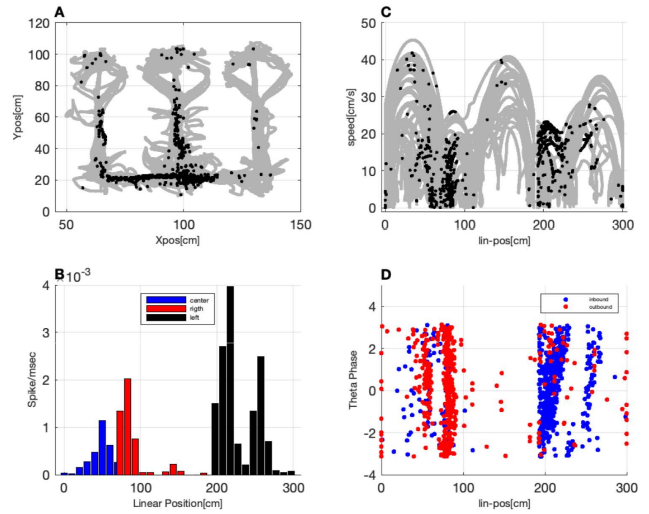 A
120
100
80
60
40
20
0
Ypos[cm]
50
100
150
Xpos[cm]
C
50
40
30
20
10
0
speed[cm/s]
0
100
200
300
lin-pos[cm]
B
×10⁻³
4
3
2
1
0
Spike/msec
center
rigth
left
0
100
200
300
Linear Position[cm]
D
4
2
0
-2
-4
Theta Phase
inbound
outbound
0
100
200
300
lin-pos[cm]